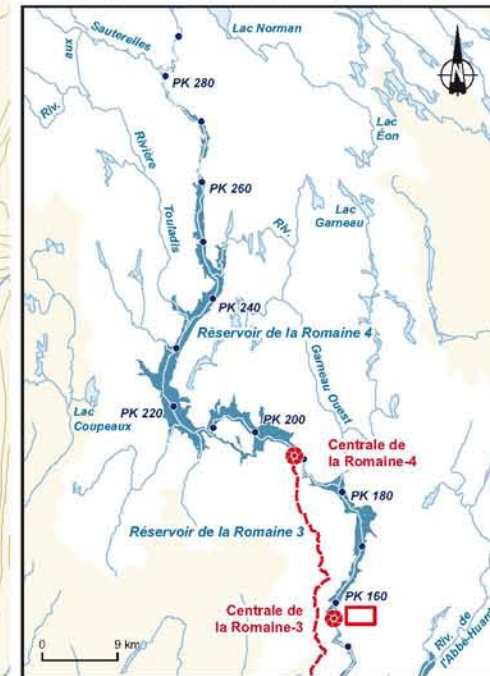 Sauterelles
Lac Norman
PK 280
Riv.
aux
Rivière
Touladis
Lac
Éon
PK 260
Lac
Garneau
Riv.
PK 240
Réservoir de la Romaine 4
Garneau Ouest
PK 220
Lac
Coupeaux
PK 200
Centrale de
la Romaine-4
PK 180
Réservoir de la Romaine 3
PK 160
Centrale de
la Romaine-3
Riv. de
l'Abbé-Huard
0 9 km
N